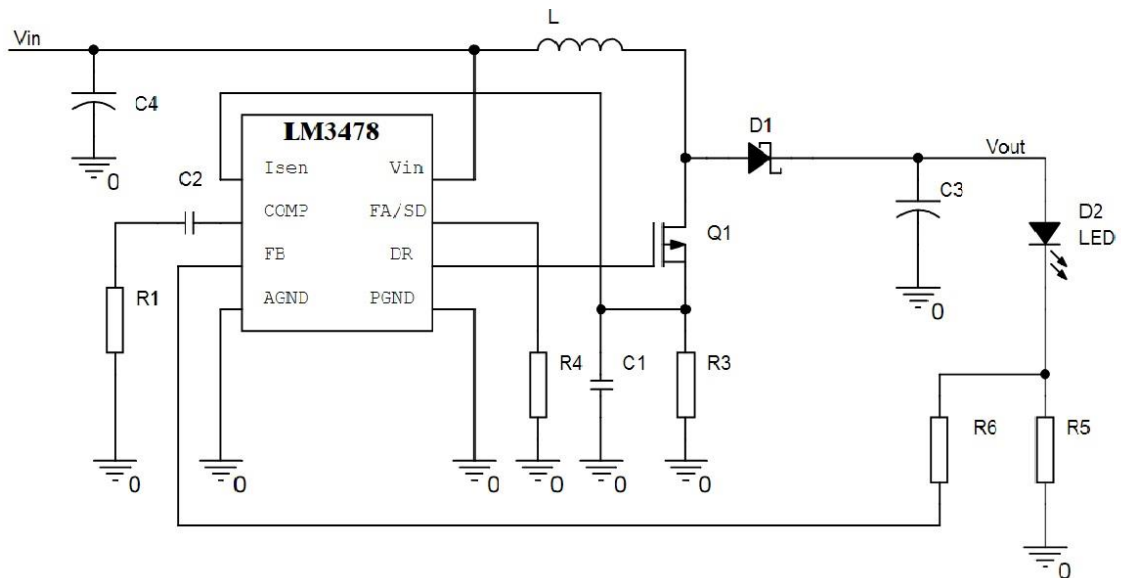 L
Vin
C4
0
LM3478
D1
Isen Vin
Vout
C2
COMP FA/SD
C3
D2
LED
Q1
FB DR
R1
AGND PGND
0
R4
C1
R3
R6
R5
0
0
0
0
0
0
0